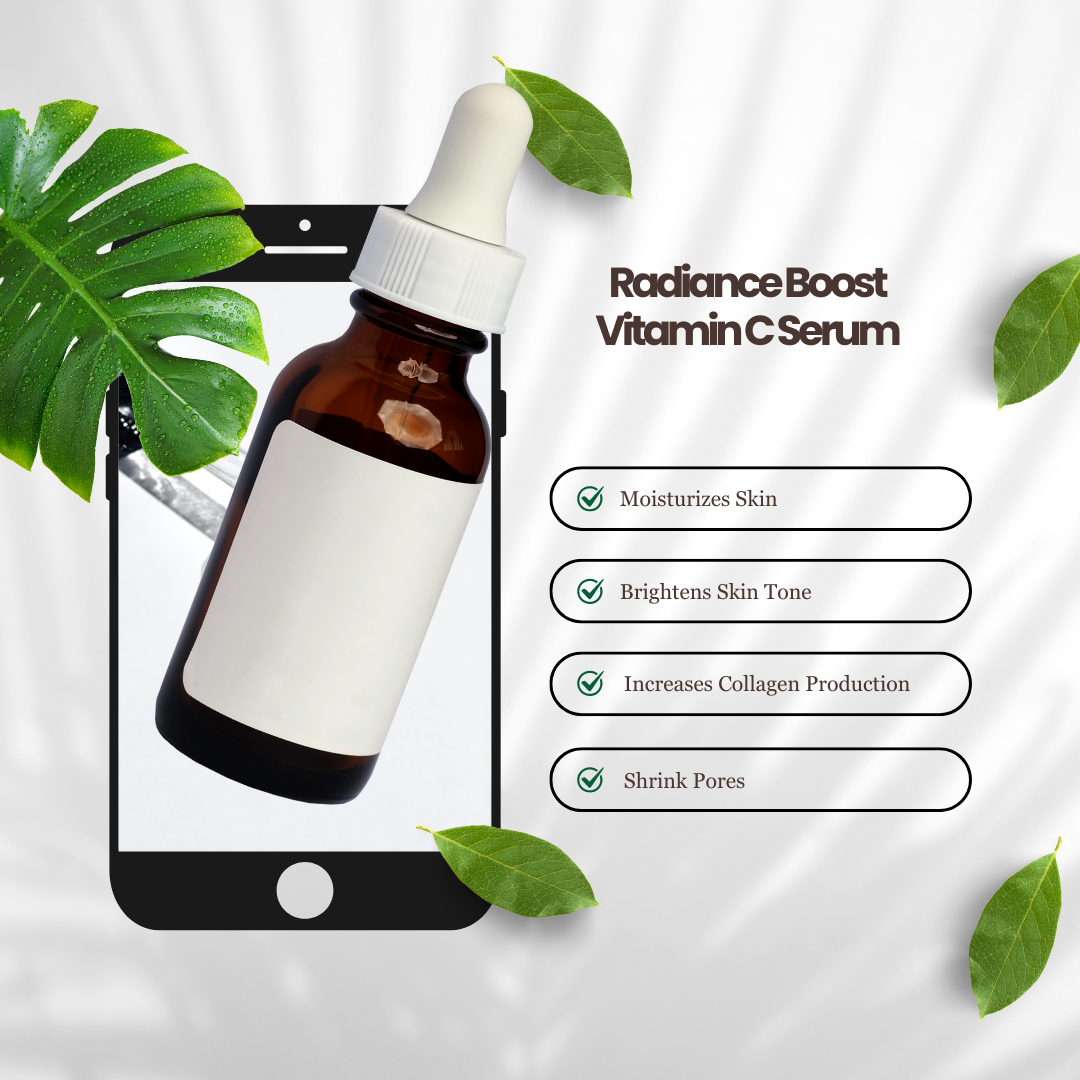 Radiance Boost
Vitamin C Serum
Moisturizes Skin
Brightens Skin Tone
Increases Collagen Production
Shrink Pores